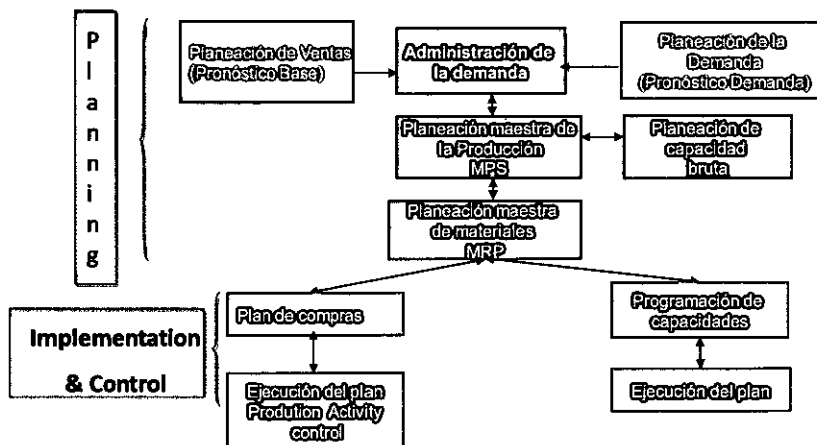 Planning
Planeación de Ventas
(Pronóstico Base)
Administración de
la demanda
Planeación de la
Demanda
(Pronóstico Demanda)
Planeación maestra de
la Producción
MPS
Planeación de
capacidad
bruta
Planeación maestra
de materiales
MRP
Implementation
& Control
Plan de compras
Programación de
capacidades
Ejecución del plan
Prodution Activity
control
Ejecución del plan